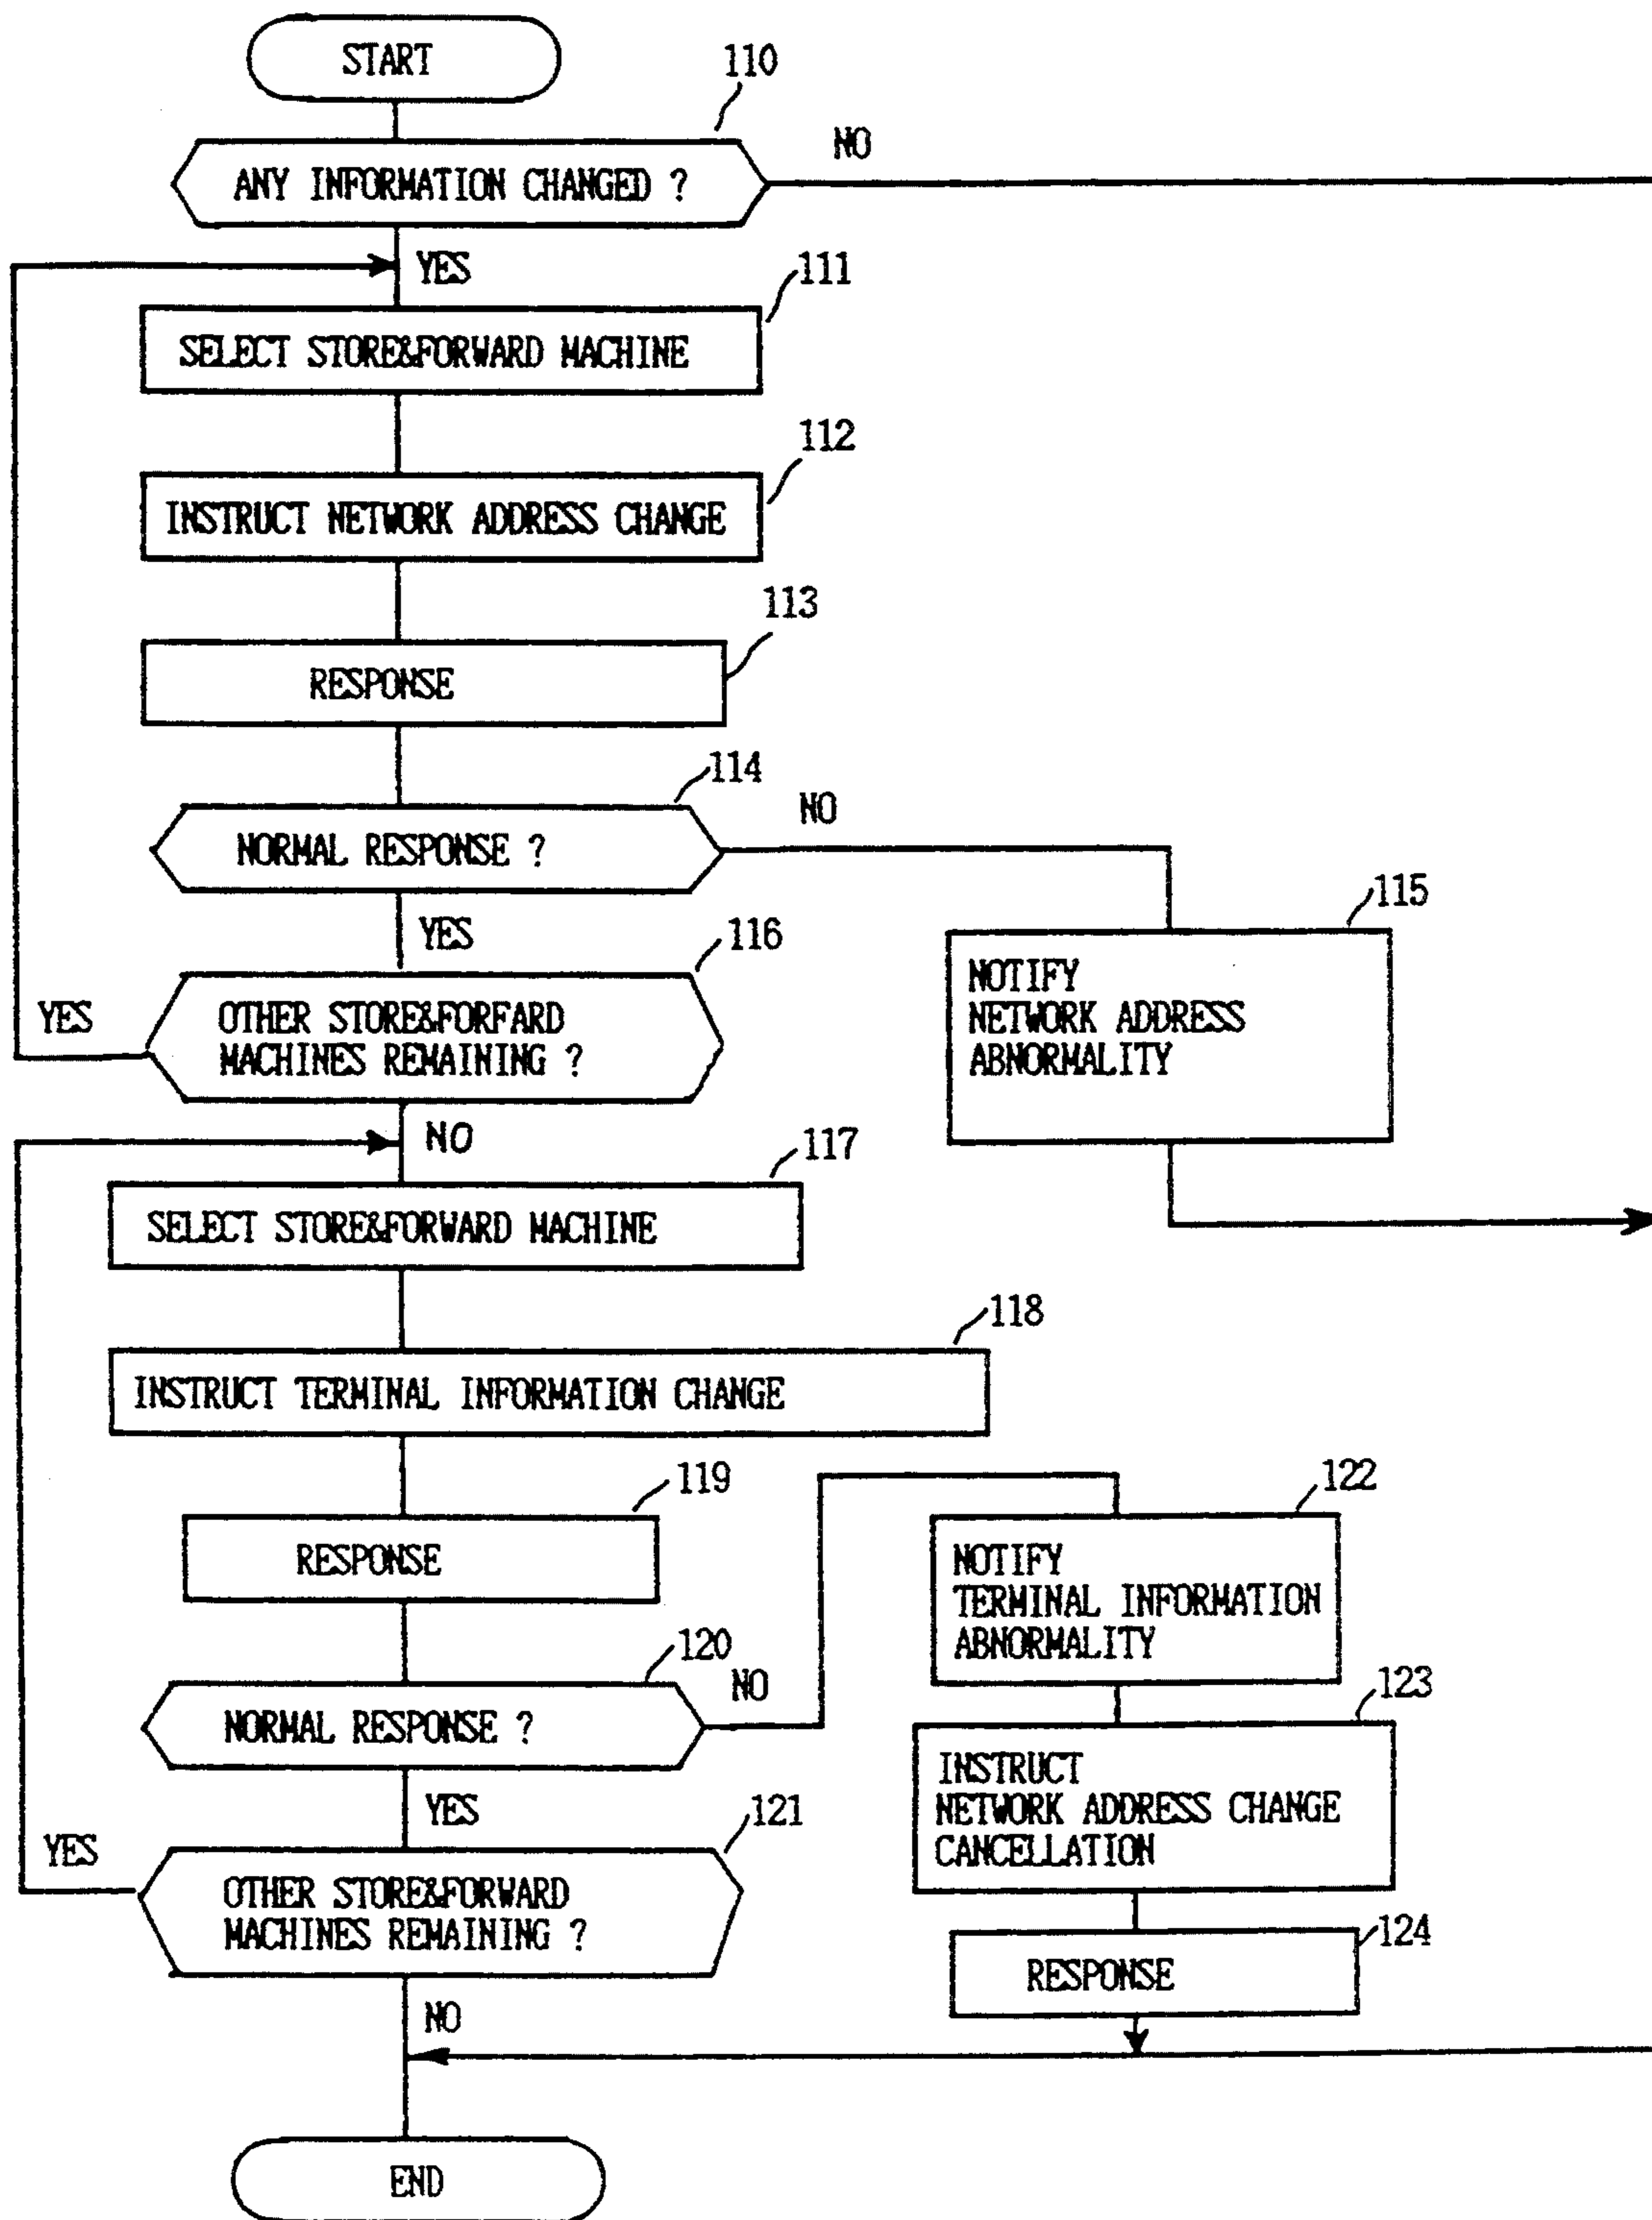 START
110
ANY INFORMATION CHANGED ?
NO
YES
111
SELECT STORE&FORWARD MACHINE
112
INSTRUCT NETWORK ADDRESS CHANGE
113
RESPONSE
114
NORMAL RESPONSE ?
NO
YES
115
NOTIFY
NETWORK ADDRESS
ABNORMALITY
116
OTHER STORE&FORFARD
MACHINES REMAINING ?
YES
NO
117
SELECT STORE&FORWARD MACHINE
118
INSTRUCT TERMINAL INFORMATION CHANGE
119
RESPONSE
120
NORMAL RESPONSE ?
NO
YES
122
NOTIFY
TERMINAL INFORMATION
ABNORMALITY
123
INSTRUCT
NETWORK ADDRESS CHANGE
CANCELLATION
121
OTHER STORE&FORWARD
MACHINES REMAINING ?
YES
NO
124
RESPONSE
END